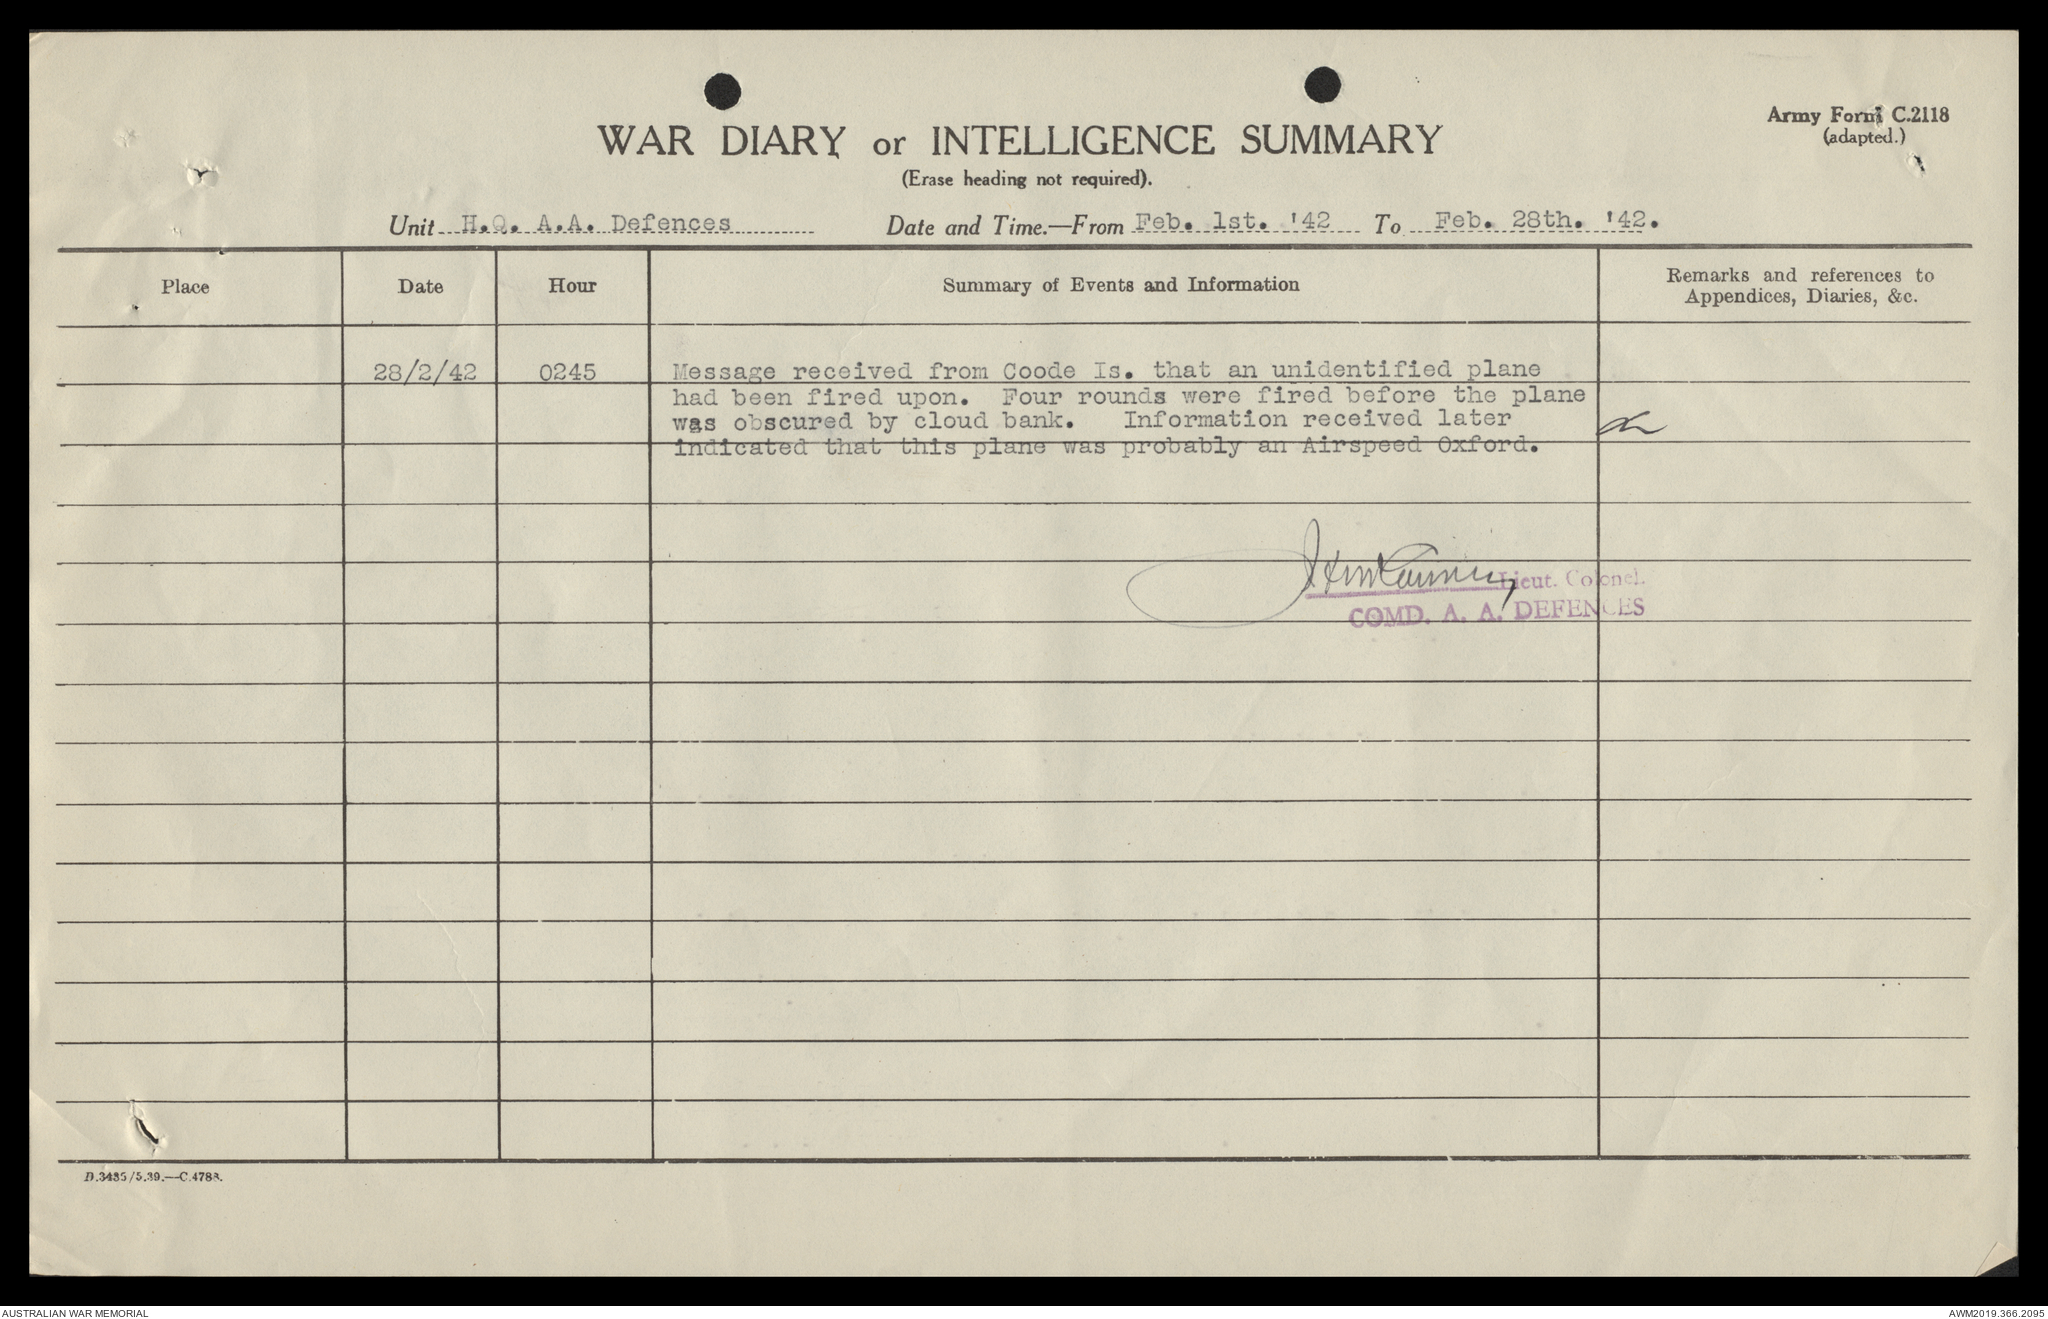 Army Form C.2118
(adapted.)
WAR DIARY or INTELLIGENCE SUMMARY
(Erase heading not required).
Unit H.Q. A.A. Defences Date and Time.—From Feb. 1st. '42 To Feb. 28th. '42.
Place Date Hour Summary of Events and Information Remarks and references to
Appendices, Diaries, &c.
28/2/42 0245 Message received from Coode Is. that an unidentified plane
had been fired upon. Four rounds were fired before the plane
was obscured by cloud bank. Information received later
indicated that this plane was probably an Airspeed Oxford.
Lieut. Colonel.
COMD. A. A. DEFENCES
D.3435/5.39.—C.4788.
AUSTRALIAN WAR MEMORIAL
AWM2019.366.2095